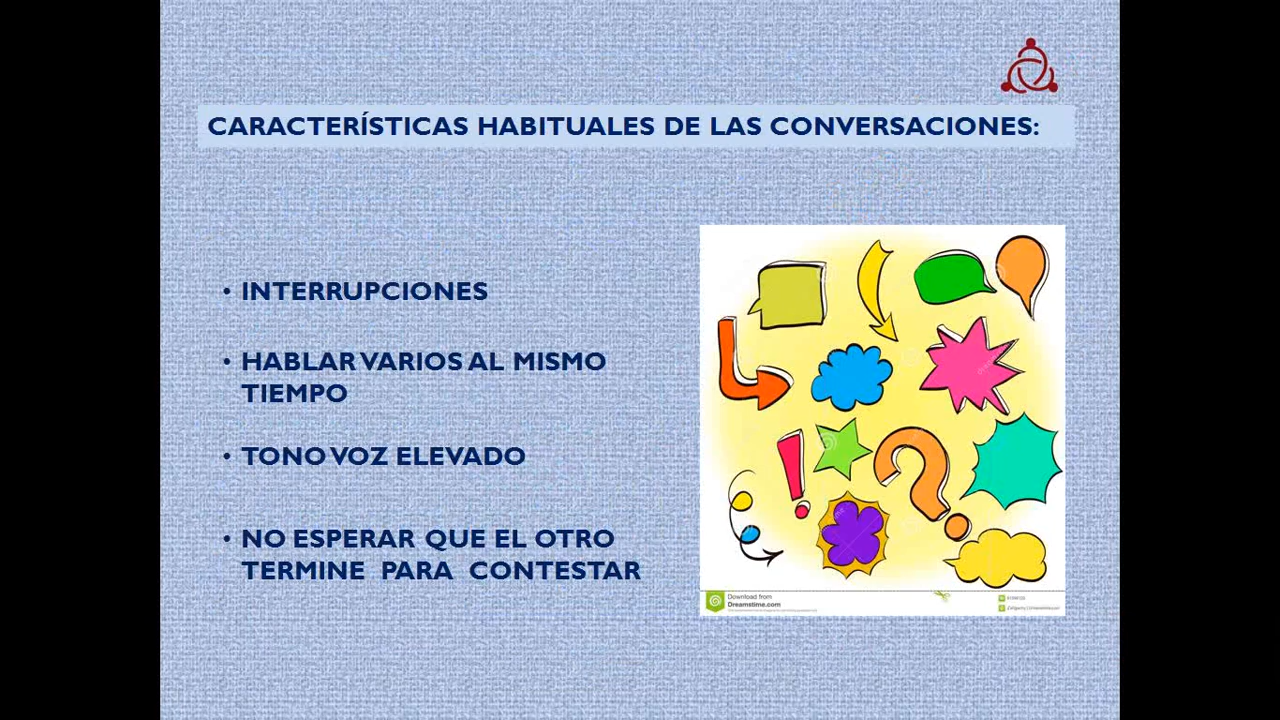 CARACTERÍSTICAS HABITUALES DE LAS CONVERSACIONES:
• INTERRUPCIONES
• HABLAR VARIOS AL MISMO
TIEMPO
• TONO VOZ ELEVADO
• NO ESPERAR QUE EL OTRO
TERMINE PARA CONTESTAR
Download from
Dreamstime.com